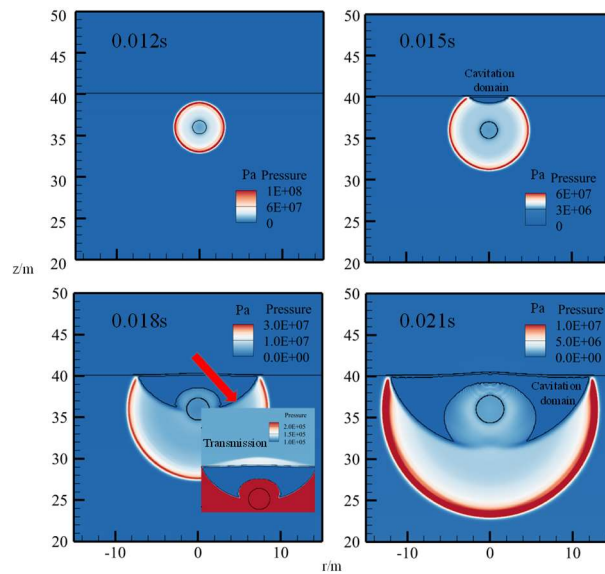 50
45
40
35
30
25
20
0.012s
Pa Pressure
1E+08
6E+07
0
50
45
40
35
30
25
20
0.015s
Cavitation
domain
Pa Pressure
6E+07
3E+06
0
z/m
50
45
40
35
30
25
20
0.018s
Pa Pressure
3.0E+07
1.0E+07
0.0E+00
Transmission
Pressure
2.0E+05
1.5E+05
1.0E+05
-10 0 10
50
45
40
35
30
25
20
0.021s
Pa Pressure
1.0E+07
5.0E+06
0.0E+00
Cavitation
domain
-10 0 10
r/m